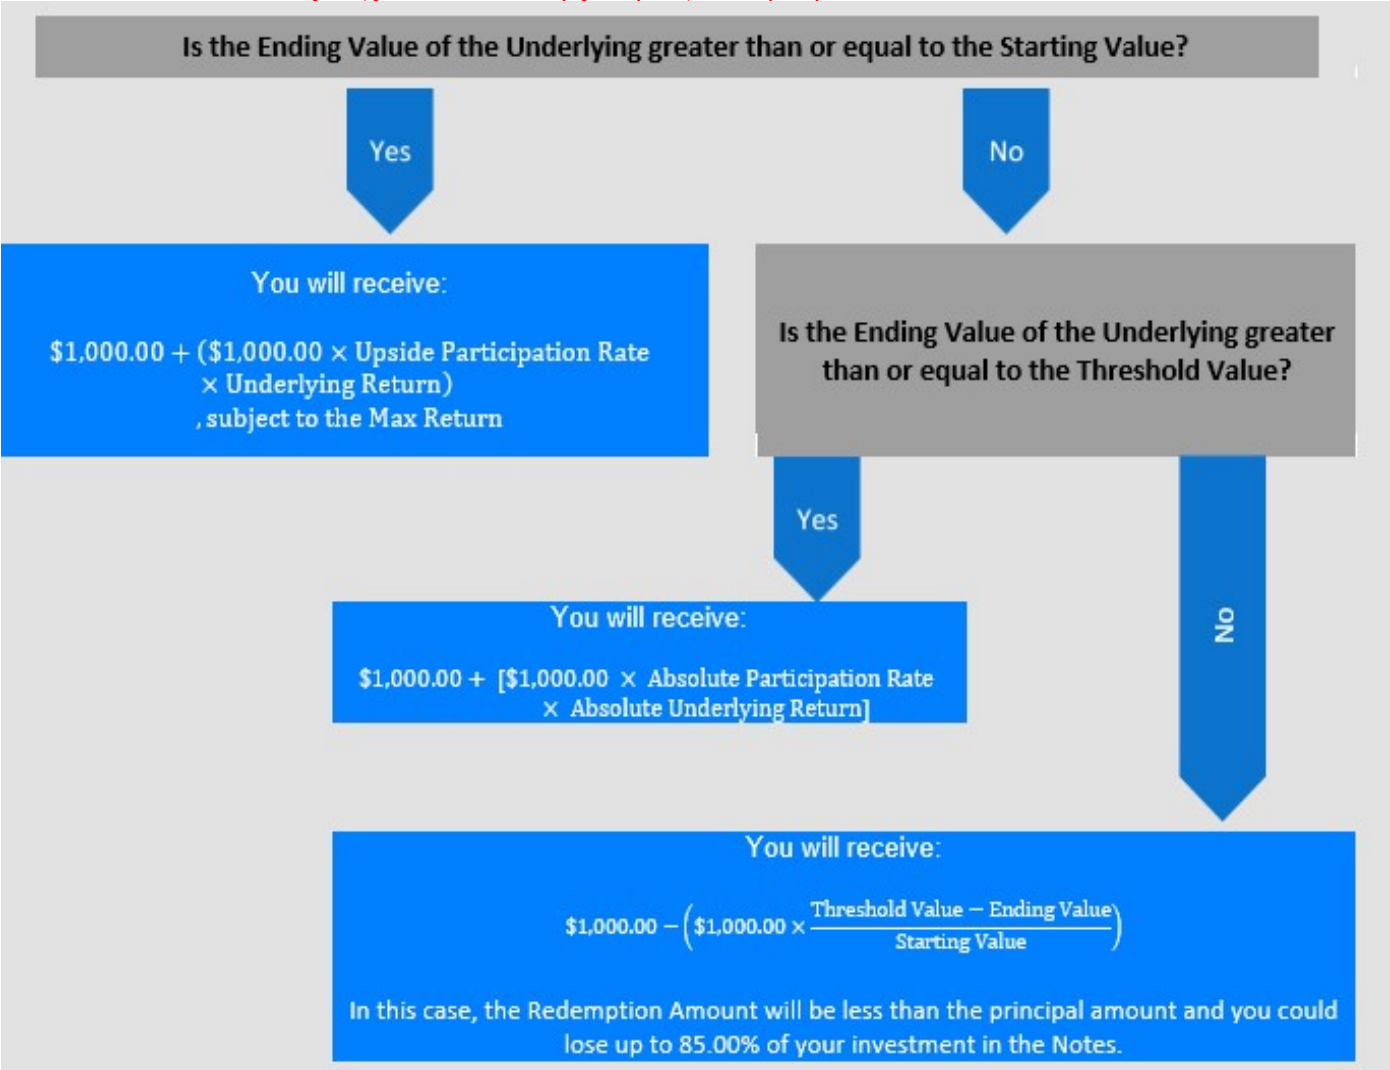 Is the Ending Value of the Underlying greater than or equal to the Starting Value?
Yes
No
You will receive:
$1,000.00 + ($1,000.00 × Upside Participation Rate
× Underlying Return)
, subject to the Max Return
Is the Ending Value of the Underlying greater
than or equal to the Threshold Value?
Yes
No
You will receive:
$1,000.00 + [$1,000.00 × Absolute Participation Rate
× Absolute Underlying Return]
You will receive:
$1,000.00 − ($1,000.00 × Threshold Value − Ending Value
Starting Value)
In this case, the Redemption Amount will be less than the principal amount and you could
lose up to 85.00% of your investment in the Notes.